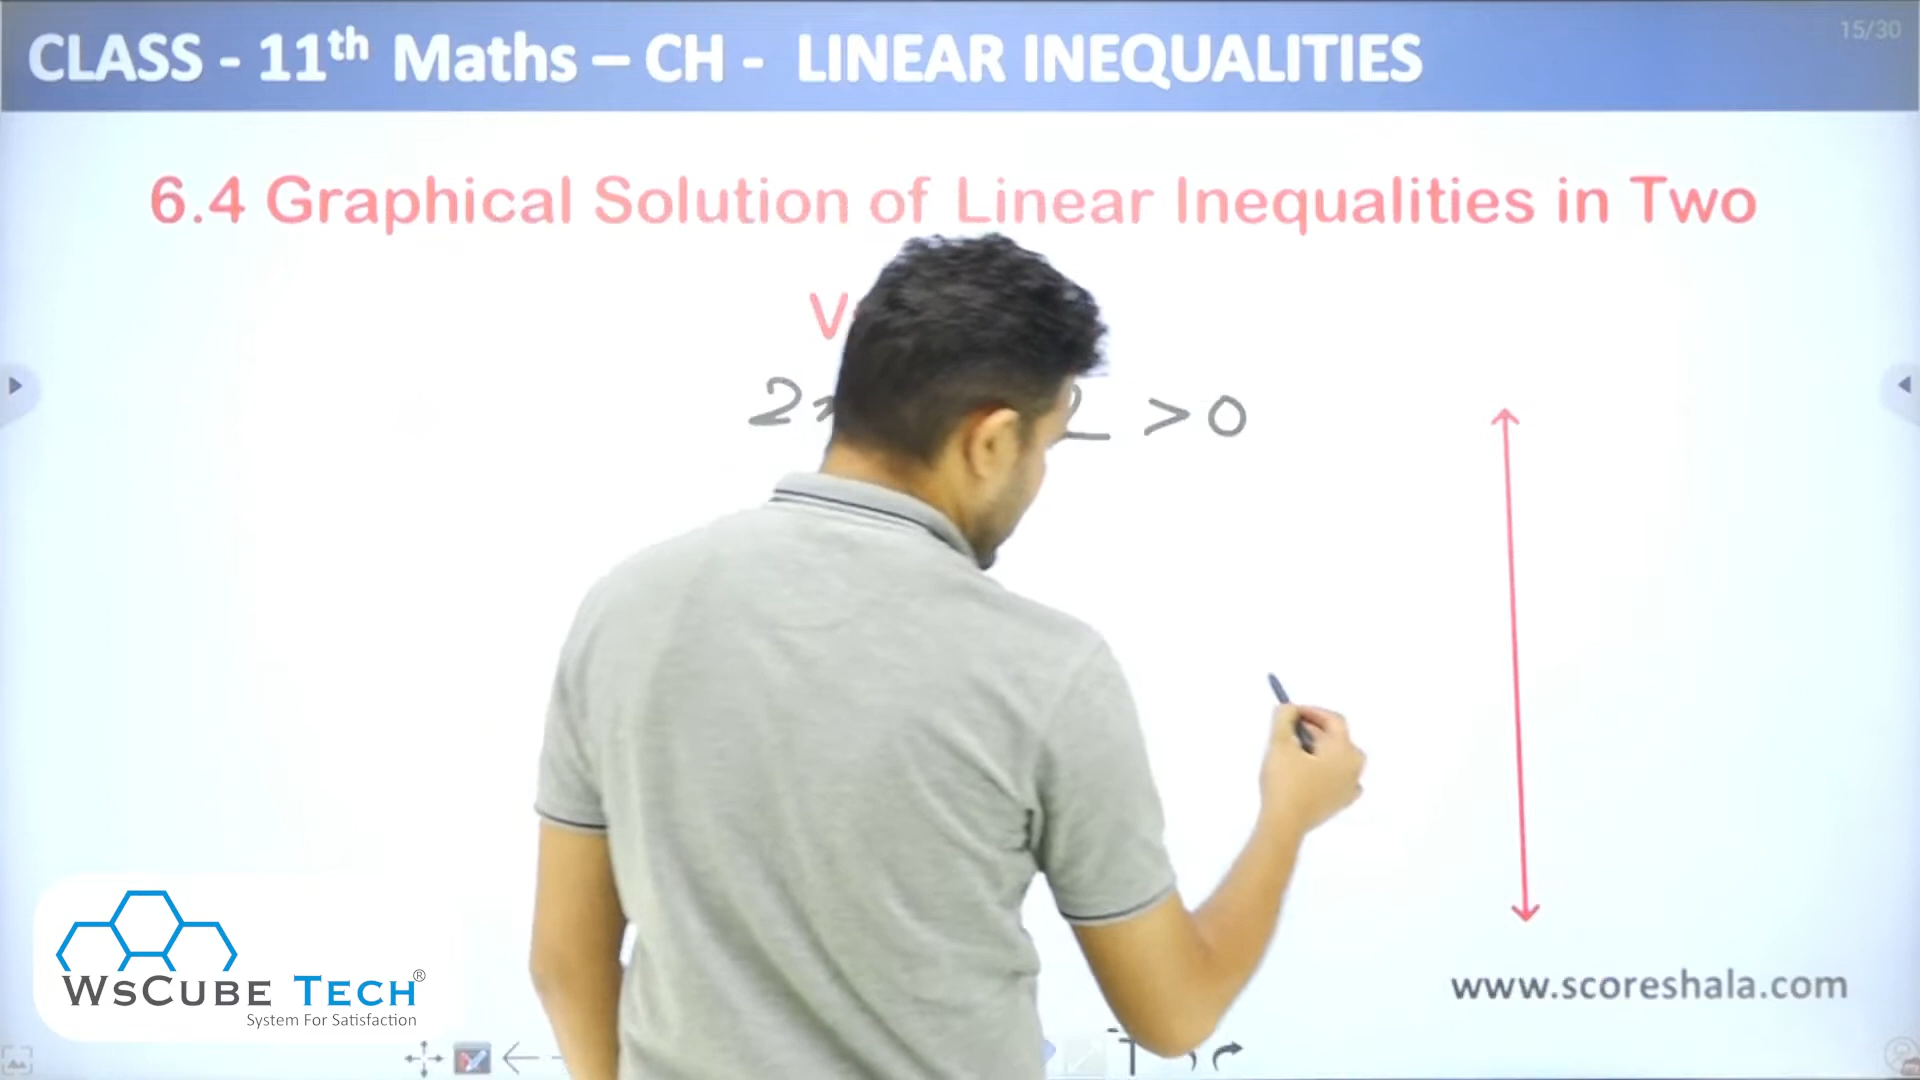 15/30
CLASS - 11th Maths – CH - LINEAR INEQUALITIES
6.4 Graphical Solution of Linear Inequalities in Two
> 0
WSCUBE TECH®
System For Satisfaction
www.scoreshala.com